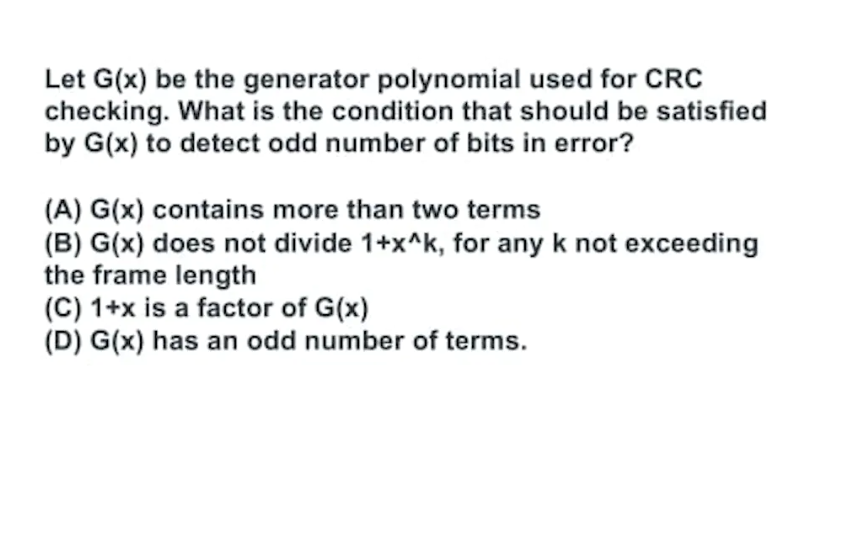 Let G(x) be the generator polynomial used for CRC
checking. What is the condition that should be satisfied
by G(x) to detect odd number of bits in error?
(A) G(x) contains more than two terms
(B) G(x) does not divide 1+x^k, for any k not exceeding
the frame length
(C) 1+x is a factor of G(x)
(D) G(x) has an odd number of terms.